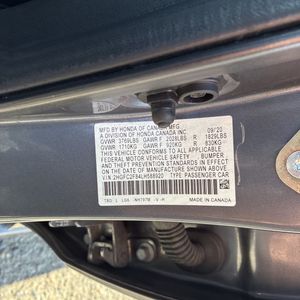 MFD. BY HONDA OF CANADA MFG.
A DIVISION OF HONDA CANADA INC. 09/20
GVWR 3769LBS GAWR F 2028LBS R 1829LBS
GVWR 1710KG GAWR F 920KG R 830KG
THIS VEHICLE CONFORMS TO ALL APPLICABLE
FEDERAL MOTOR VEHICLE SAFETY, BUMPER,
AND THEFT PREVENTION STANDARDS IN EFFECT
ON THE DATE OF MANUFACTURE SHOWN ABOVE.
V.I.N. 2HGFC2F84LH588920 TYPE PASSENGER CAR
MADE IN CANADA